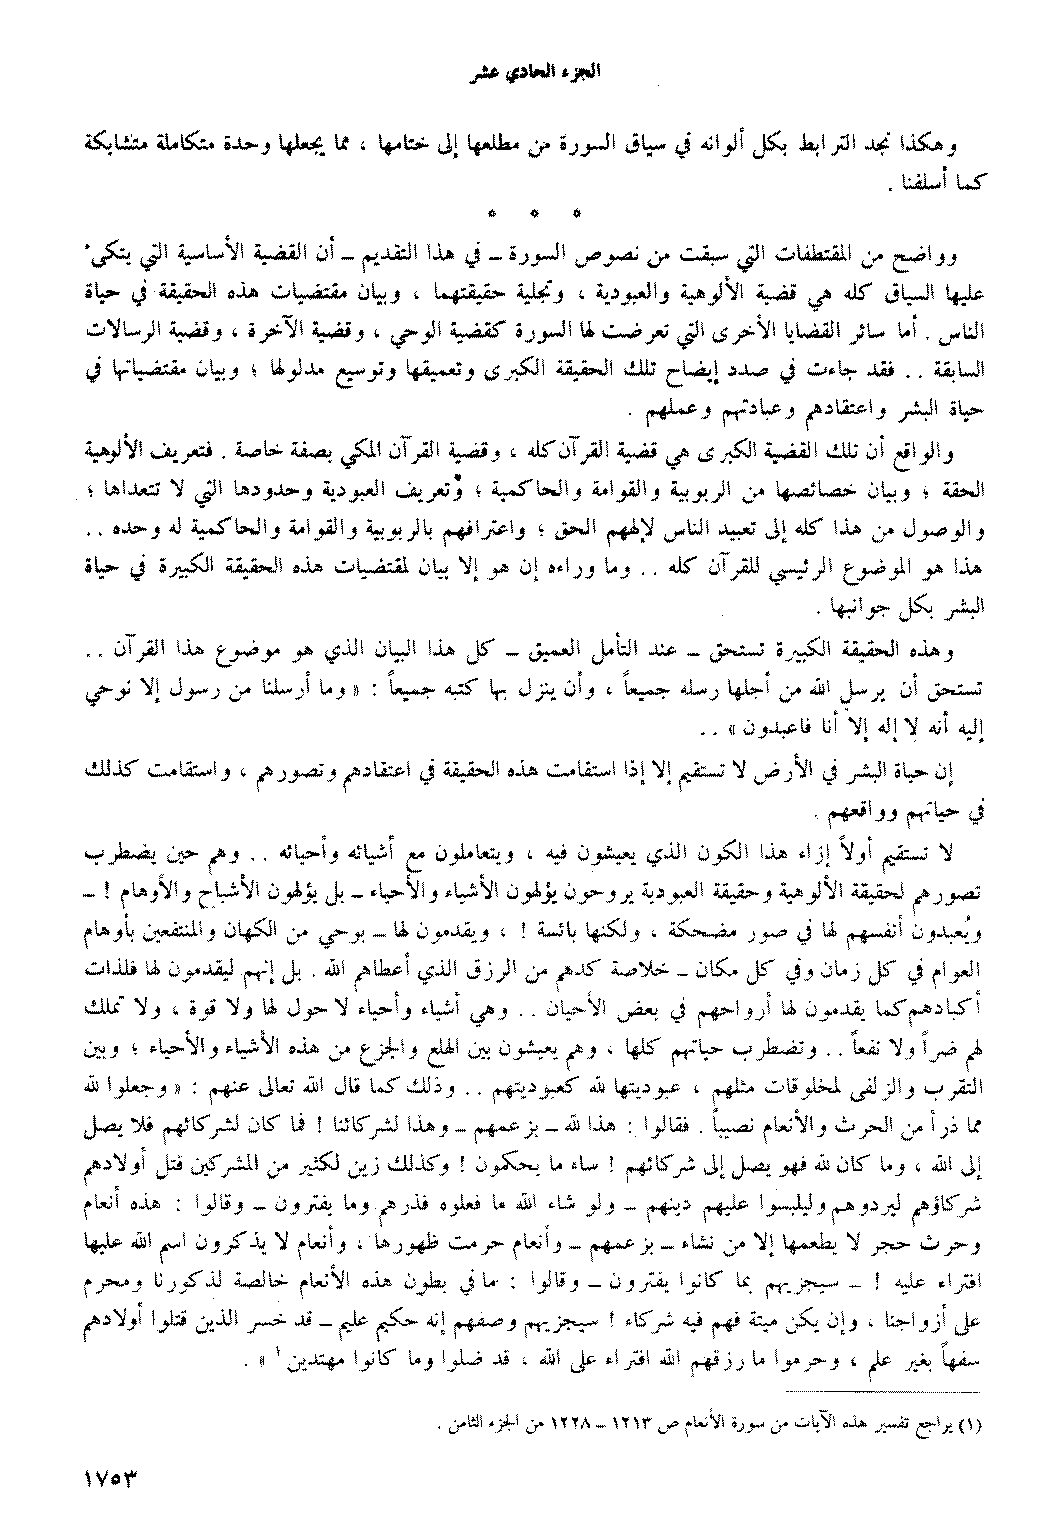 الجزء الحادي عشر
وهكذا نجد الترابط بكل ألوانه في سياق السورة من مطلعها إلى ختامها ، مما يجعلها وحدة متكاملة متشابكة
كما أسلفنا .
* * *
وواضح من المقتطفات التي سبقت من نصوص السورة – في هذا التقديم – أن القضية الأساسية التي يتكىء
عليها السياق كله هي قضية الألوهية والعبودية ، وتجلية حقيقتهما ، وبيان مقتضيات هذه الحقيقة في حياة
الناس . أما سائر القضايا الأخرى التي تعرضت لها السورة كقضية الوحي ، وقضية الآخرة ، وقضية الرسالات
السابقة .. فقد جاءت في صدد إيضاح تلك الحقيقة الكبرى وتعميقها وتوسيع مدلولها ؛ وبيان مقتضياتها في
حياة البشر واعتقادهم وعبادتهم وعملهم .
والواقع أن تلك القضية الكبرى هي قضية القرآن كله ، وقضية القرآن المكي بصفة خاصة . فتعريف الألوهية
الحقة ؛ وبيان خصائصها من الربوبية والقوامة والحاكمية ؛ وتعريف العبودية وحدودها التي لا تتعداها ؛
والوصول من هذا كله إلى تعبيد الناس لإلههم الحق ؛ واعترافهم بالربوبية والقوامة والحاكمية له وحده ..
هذا هو الموضوع الرئيسي للقرآن كله .. وما وراءه إن هو إلا بيان لمقتضيات هذه الحقيقة الكبيرة في حياة
البشر بكل جوانبها .
وهذه الحقيقة الكبيرة تستحق – عند التأمل العميق – كل هذا البيان الذي هو موضوع هذا القرآن ..
تستحق أن يرسل الله من أجلها رسله جميعاً ، وأن ينزل بها كتبه جميعاً : « وما أرسلنا من رسول إلا نوحي
إليه أنه لا إله إلا أنا فاعبدون » ..
إن حياة البشر في الأرض لا تستقيم إلا إذا استقامت هذه الحقيقة في اعتقادهم وتصورهم ، واستقامت كذلك
في حياتهم وواقعهم .
لا تستقيم أولاً إزاء هذا الكون الذي يعيشون فيه ، ويتعاملون مع أشيائه وأحيائه .. وهم حين يضطرب
تصورهم لحقيقة الألوهية وحقيقة العبودية يروحون يؤلهون الأشياء والأحياء – بل يؤلهون الأشباح والأوهام ! –
ويُعبدون أنفسهم لها في صور مضحكة ، ولكنها بائسة ! ، ويقدمون لها – بوحي من الكهان والمنتفعين بأوهام
العوام في كل زمان وفي كل مكان – خلاصة كدهم من الرزق الذي أعطاهم الله . بل إنهم ليقدمون لها فلذات
أكبادهم كما يقدمون لها أرواحهم في بعض الأحيان .. وهي أشياء وأحياء لا حول لها ولا قوة ، ولا تملك
لهم ضراً ولا نفعاً .. وتضطرب حياتهم كلها ، وهم يعيشون بين الهلع والجزع من هذه الأشياء والأحياء ؛ وبين
التقرب والزلفى لمخلوقات مثلهم ، عبوديتها لله كعبوديتهم .. وذلك كما قال الله تعالى عنهم : « وجعلوا لله
مما ذرأ من الحرث والأنعام نصيباً . فقالوا : هذا لله – بزعمهم – وهذا لشركائنا ! فما كان لشركائهم فلا يصل
إلى الله ، وما كان لله فهو يصل إلى شركائهم ! ساء ما يحكمون ! وكذلك زين لكثير من المشركين قتل أولادهم
شركاؤهم ليردوهم وليلبسوا عليهم دينهم – ولو شاء الله ما فعلوه فذرهم وما يفترون – وقالوا : هذه أنعام
وحرث حجر لا يطعمها إلا من نشاء – بزعمهم – وأنعام حرمت ظهورها ، وأنعام لا يذكرون اسم الله عليها
افتراء عليه ! – سيجزيهم بما كانوا يفترون – وقالوا : ما في بطون هذه الأنعام خالصة لذكورنا ومحرم
على أزواجنا ، وإن يكن ميتة فهم فيه شركاء ! سيجزيهم وصفهم إنه حكيم عليم – قد خسر الذين قتلوا أولادهم
سفهاً بغير علم ، وحرموا ما رزقهم الله افتراء على الله ، قد ضلوا وما كانوا مهتدين ١ » .
(١) يراجع تفسير هذه الآيات من سورة الأنعام ص ١٢١٣ – ١٢٢٨ من الجزء الثامن .
١٧٥٣